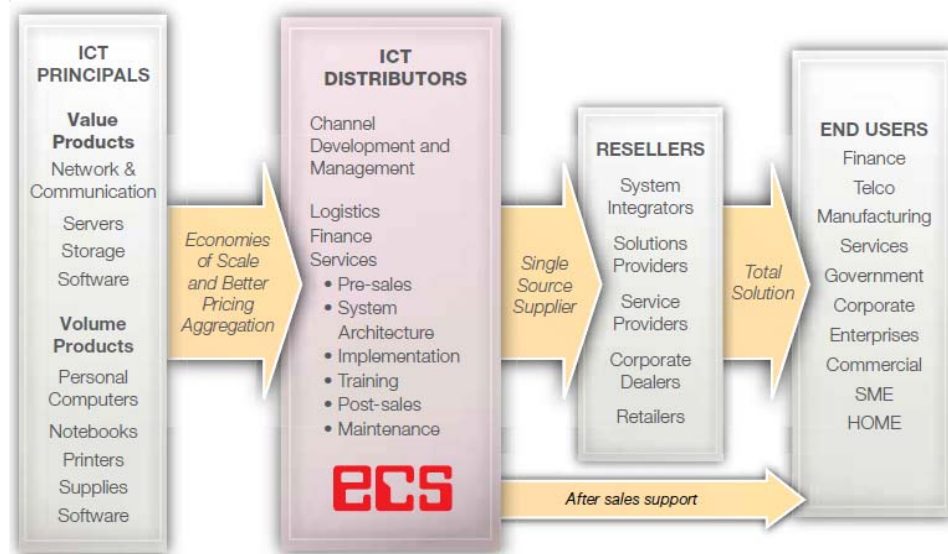 ICT
PRINCIPALS
Value
Products
Network &
Communication
Servers
Storage
Software
Volume
Products
Personal
Computers
Notebooks
Printers
Supplies
Software
Economies
of Scale
and Better
Pricing
Aggregation
ICT
DISTRIBUTORS
Channel
Development and
Management
Logistics
Finance
Services
• Pre-sales
• System
Architecture
• Implementation
• Training
• Post-sales
• Maintenance
ecs
Single
Source
Supplier
RESELLERS
System
Integrators
Solutions
Providers
Service
Providers
Corporate
Dealers
Retailers
Total
Solution
END USERS
Finance
Telco
Manufacturing
Services
Government
Corporate
Enterprises
Commercial
SME
HOME
After sales support